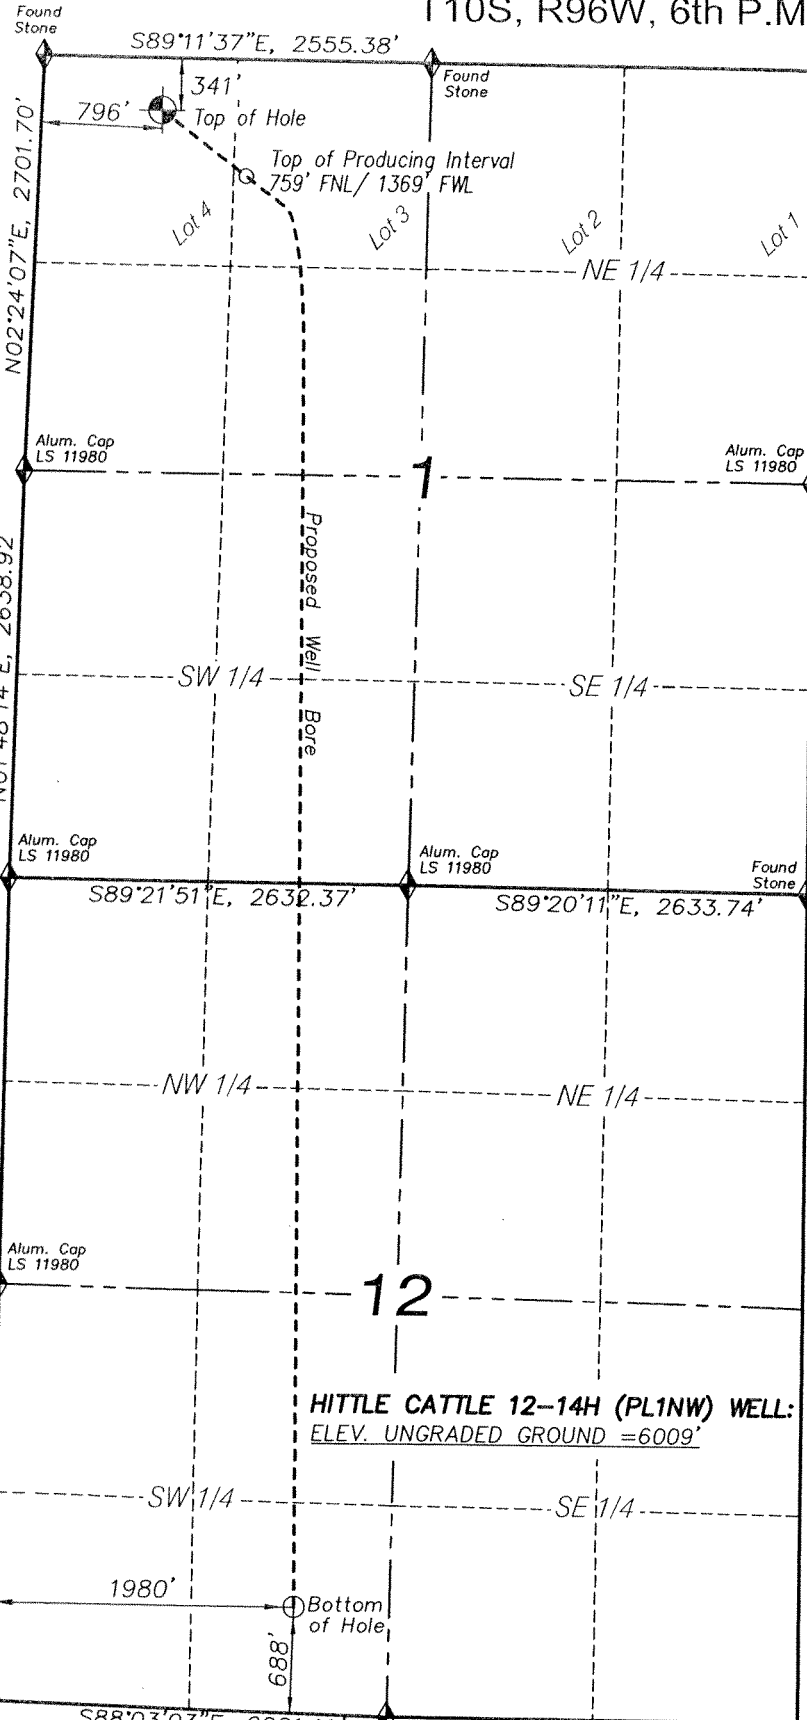 T10S, R96W, 6th P.M
Found
Stone
S89°11'37"E, 2555.38'
Found
Stone
341'
796'
Top of Hole
Top of Producing Interval
759' FNL/ 1369' FWL
N02°24'07"E, 2701.70'
Lot 4
Lot 3
Lot 2
Lot 1
NE 1/4
Alum. Cap
LS 11980
1
Alum. Cap
LS 11980
Proposed Well Bore
2638.92
SW 1/4
SE 1/4
Alum. Cap
LS 11980
Alum. Cap
LS 11980
Found
Stone
S89°21'51"E, 2632.37'
S89°20'11"E, 2633.74'
NW 1/4
NE 1/4
Alum. Cap
LS 11980
12
HITTLE CATTLE 12-14H (PL1NW) WELL:
ELEV. UNGRADED GROUND =6009'
SW 1/4
SE 1/4
1980'
Bottom
of Hole
688'